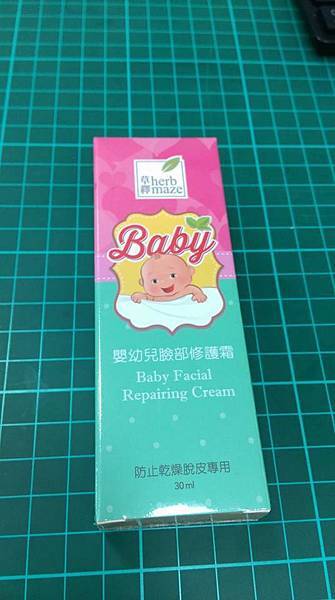 草釋
herb
maze
Baby
嬰幼兒臉部修護霜
Baby Facial
Repairing Cream
防止乾燥脫皮專用
30ml